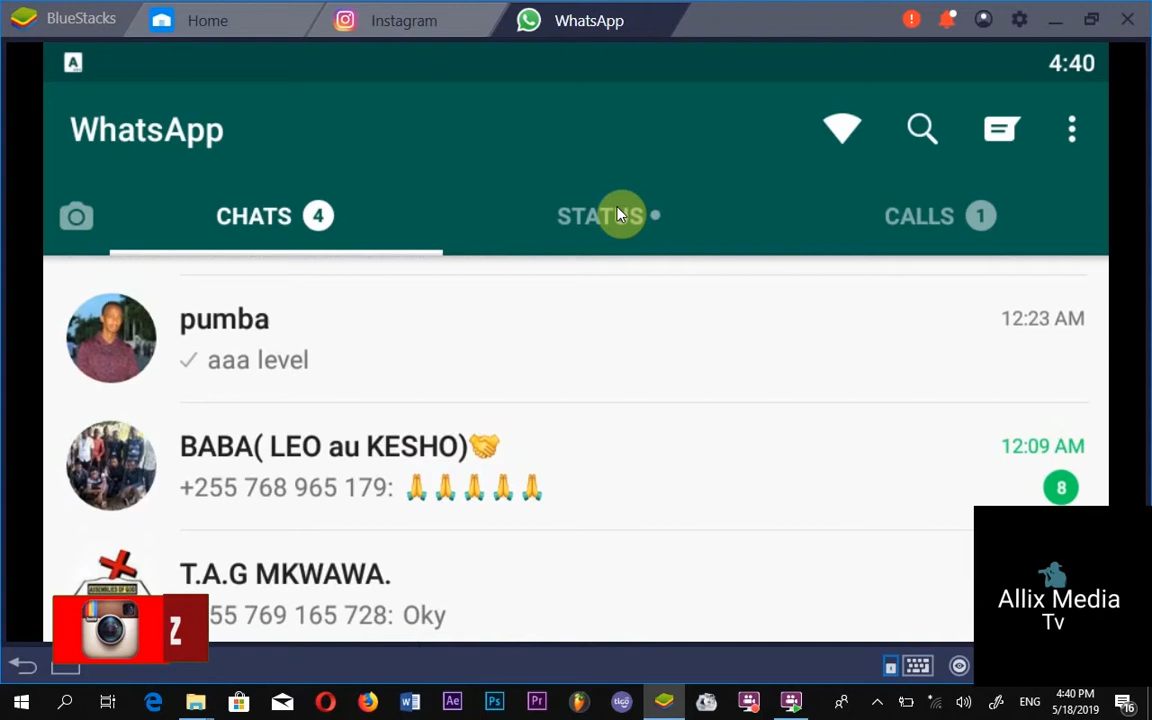 BlueStacks
Home
Instagram
WhatsApp
4:40
WhatsApp
CHATS 4
STATUS
CALLS 1
pumba
12:23 AM
aaa level
BABA( LEO au KESHO)🤝
12:09 AM
+255 768 965 179: 🙏🙏🙏🙏🙏
8
T.A.G MKWAWA.
55 769 165 728: Oky
Z
Allix Media
Tv
ENG
4:40 PM
5/18/2019
16